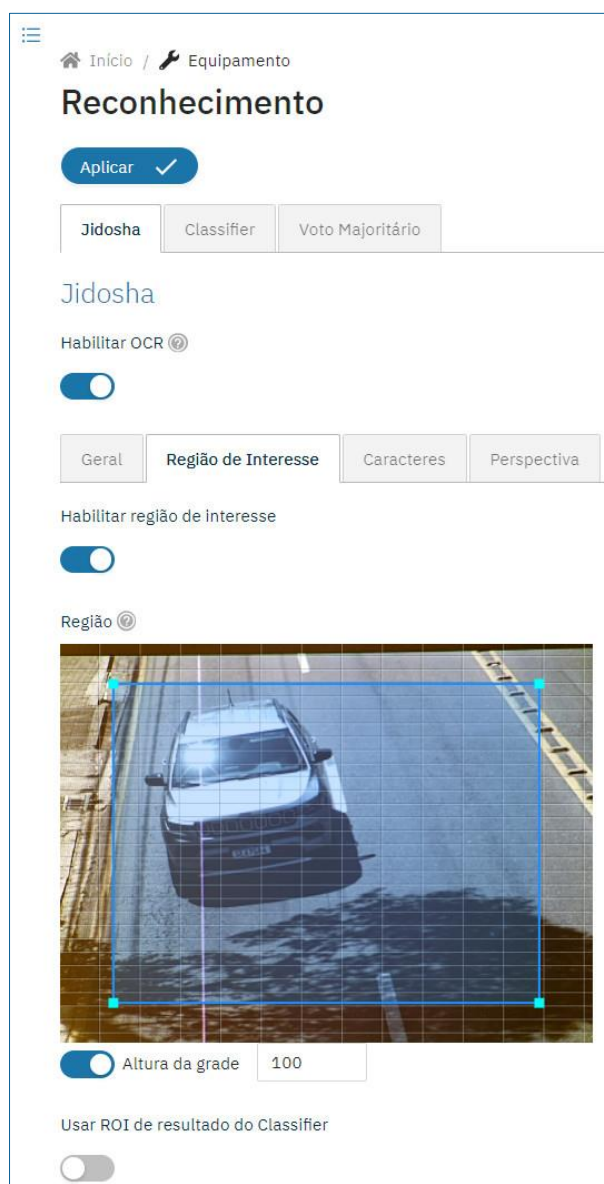 Início / Equipamento
Reconhecimento
Aplicar
Jidosha Classifier Voto Majoritário
Jidosha
Habilitar OCR
Geral Região de Interesse Caracteres Perspectiva
Habilitar região de interesse
Região
Altura da grade 100
Usar ROI de resultado do Classifier